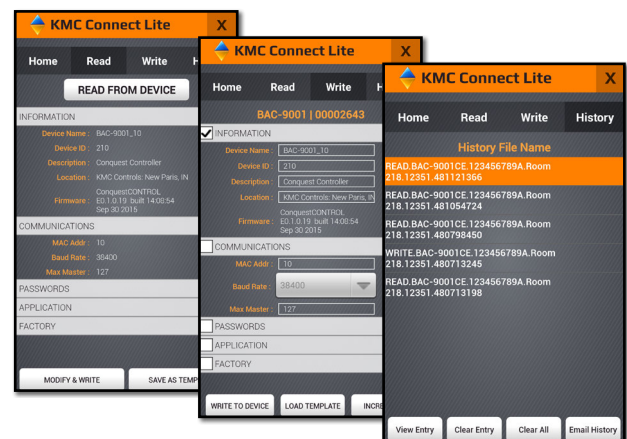 KMC Connect Lite X
Home Read Write H
READ FROM DEVICE
INFORMATION
Device Name : BAC-9001_10
Device ID : 210
Description : Conquest Controller
Location : KMC Controls: New Paris, IN
ConquestCONTROL
Firmware : E0.1.0.19 built 14:08:54
Sep 30 2015
COMMUNICATIONS
MAC Addr : 10
Baud Rate : 38400
Max Master : 127
PASSWORDS
APPLICATION
FACTORY
MODIFY & WRITE SAVE AS TEMP
KMC Connect Lite X
Home Read Write H
BAC-9001 | 00002643
INFORMATION
Device Name : BAC-9001_10
Device ID : 210
Description : Conquest Controller
Location : KMC Controls: New Paris, IN
ConquestCONTROL
Firmware : E0.1.0.19 built 14:08:54
Sep 30 2015
COMMUNICATIONS
MAC Addr : 10
Baud Rate : 38400
Max Master : 127
PASSWORDS
APPLICATION
FACTORY
WRITE TO DEVICE LOAD TEMPLATE INCRE
KMC Connect Lite X
Home Read Write History
History File Name
READ.BAC-9001CE.123456789A.Room
218.12351.481121366
READ.BAC-9001CE.123456789A.Room
218.12351.481054724
READ.BAC-9001CE.123456789A.Room
218.12351.480798450
WRITE.BAC-9001CE.123456789A.Room
218.12351.480713245
READ.BAC-9001CE.123456789A.Room
218.12351.480713198
View Entry Clear Entry Clear All Email History